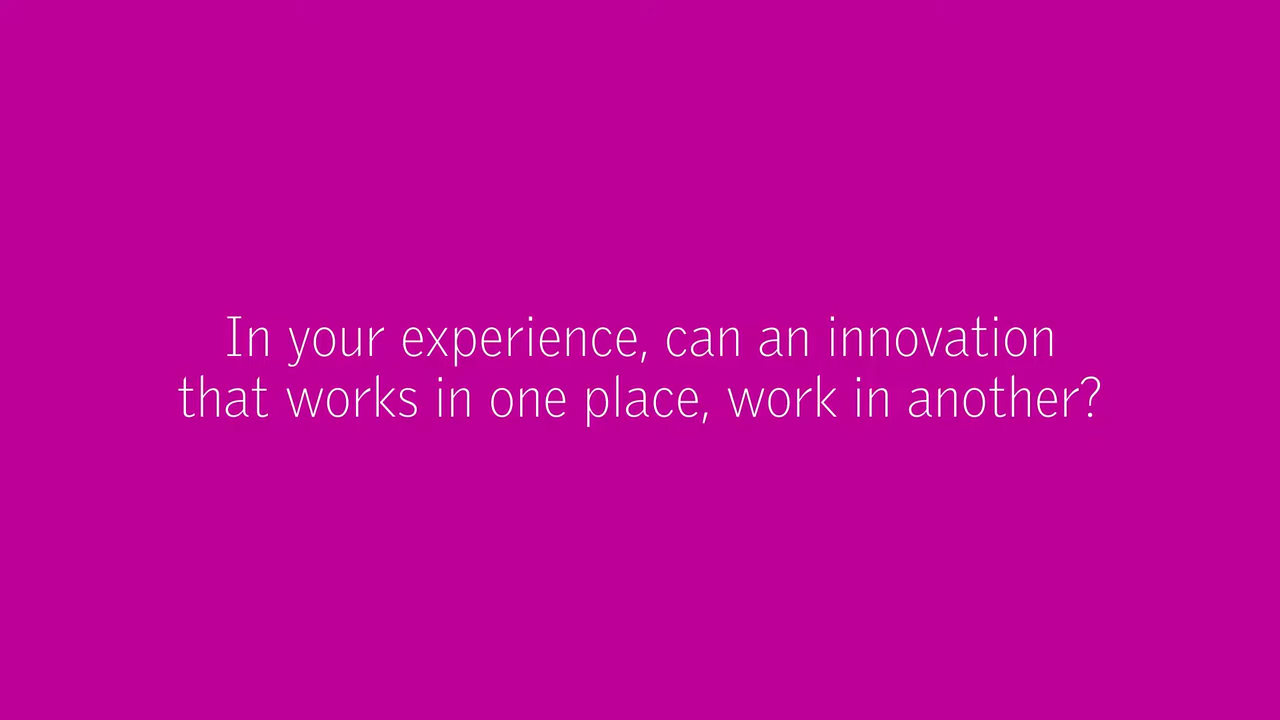 In your experience, can an innovation
that works in one place, work in another?